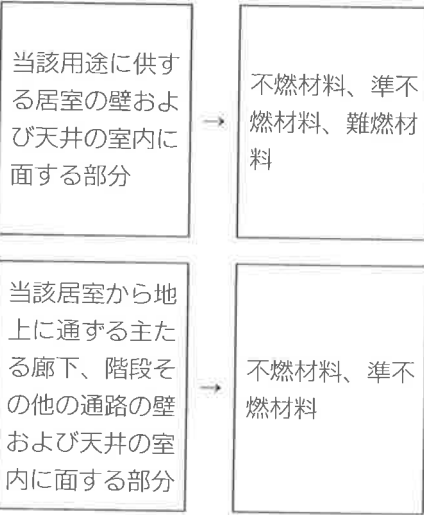 当該用途に供す
る居室の壁およ
び天井の室内に
面する部分
→
不燃材料、準不
燃材料、難燃材
料
当該居室から地
上に通ずる主た
る廊下、階段そ
の他の通路の壁
および天井の室
内に面する部分
→
不燃材料、準不
燃材料